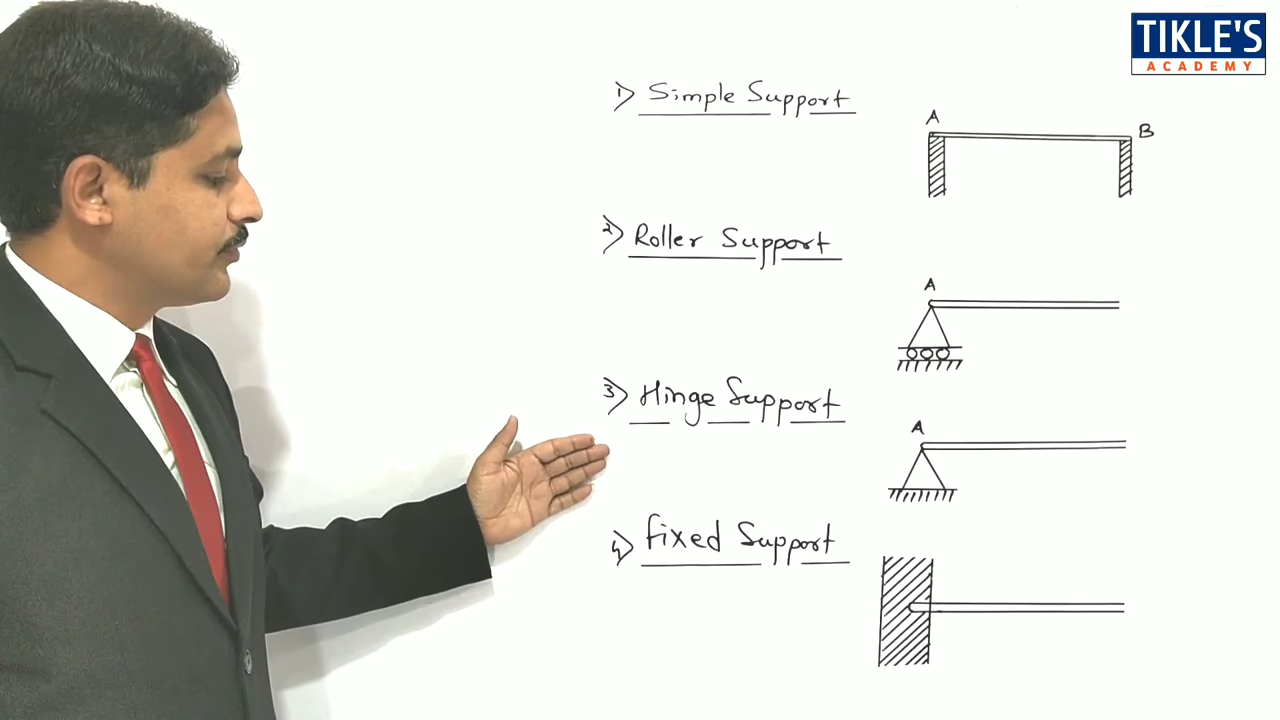 TIKLE'S
ACADEMY
1) Simple Support
A
B
2) Roller Support
A
3) Hinge Support
A
4) fixed Support